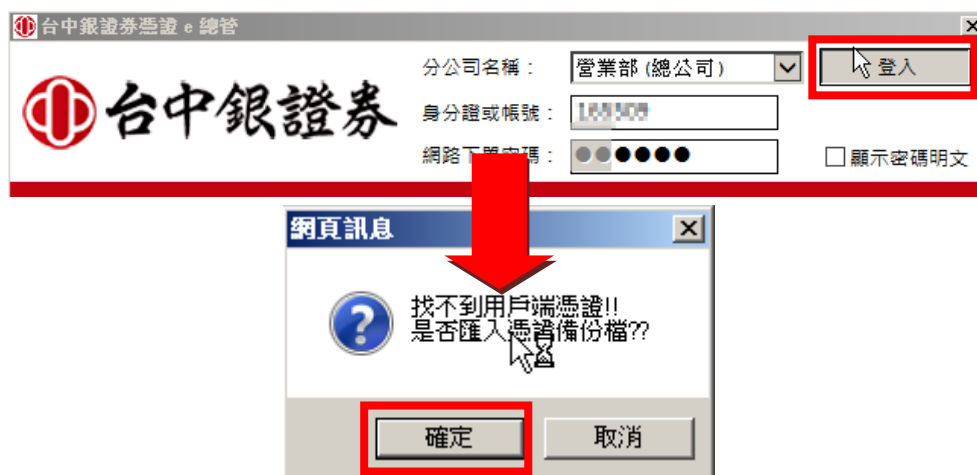 台中銀證券憑證 e 總管
台中銀證券
分公司名稱：
營業部(總公司)
登入
身分證或帳號：
網路下單密碼：
●●●●●●
顯示密碼明文
網頁訊息
找不到用戶端憑證!!
是否匯入憑證備份檔??
確定
取消